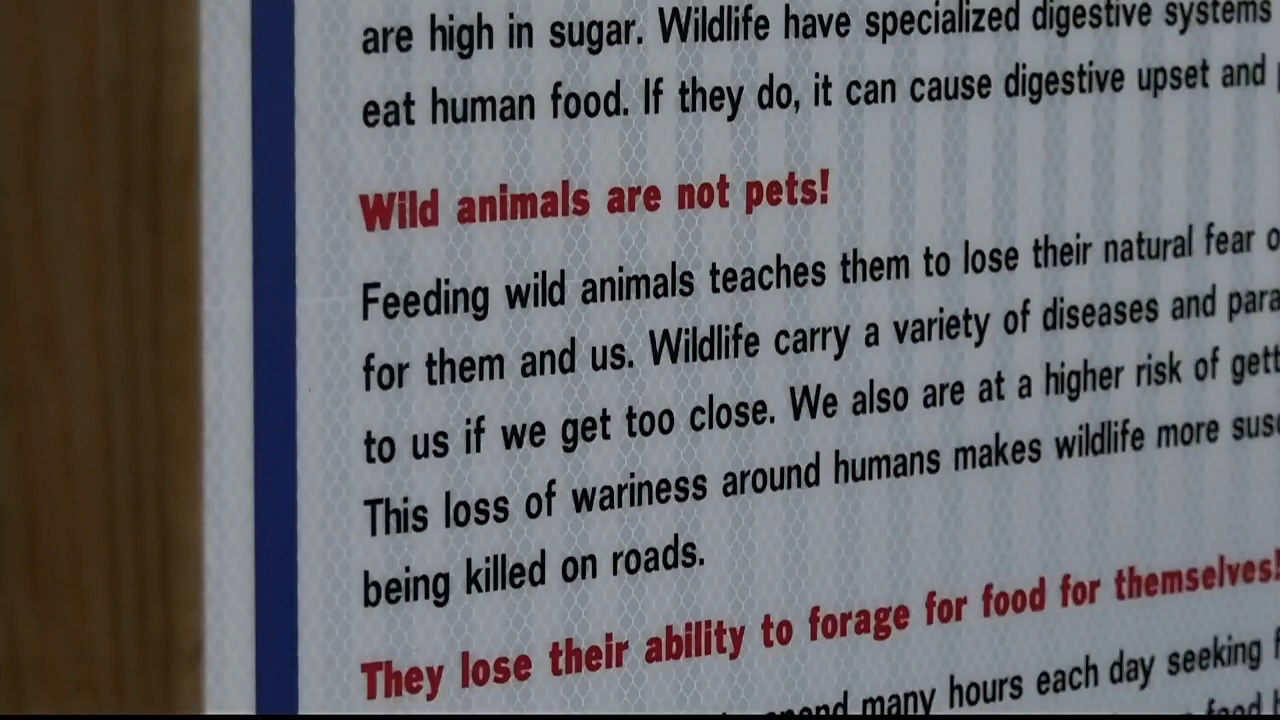 are high in sugar. Wildlife have specialized digestive systems
eat human food. If they do, it can cause digestive upset and
Wild animals are not pets!
Feeding wild animals teaches them to lose their natural fear
for them and us. Wildlife carry a variety of diseases and para
to us if we get too close. We also are at a higher risk of gett
This loss of wariness around humans makes wildlife more sus
being killed on roads.
They lose their ability to forage for food for themselves!
many hours each day seeking
food